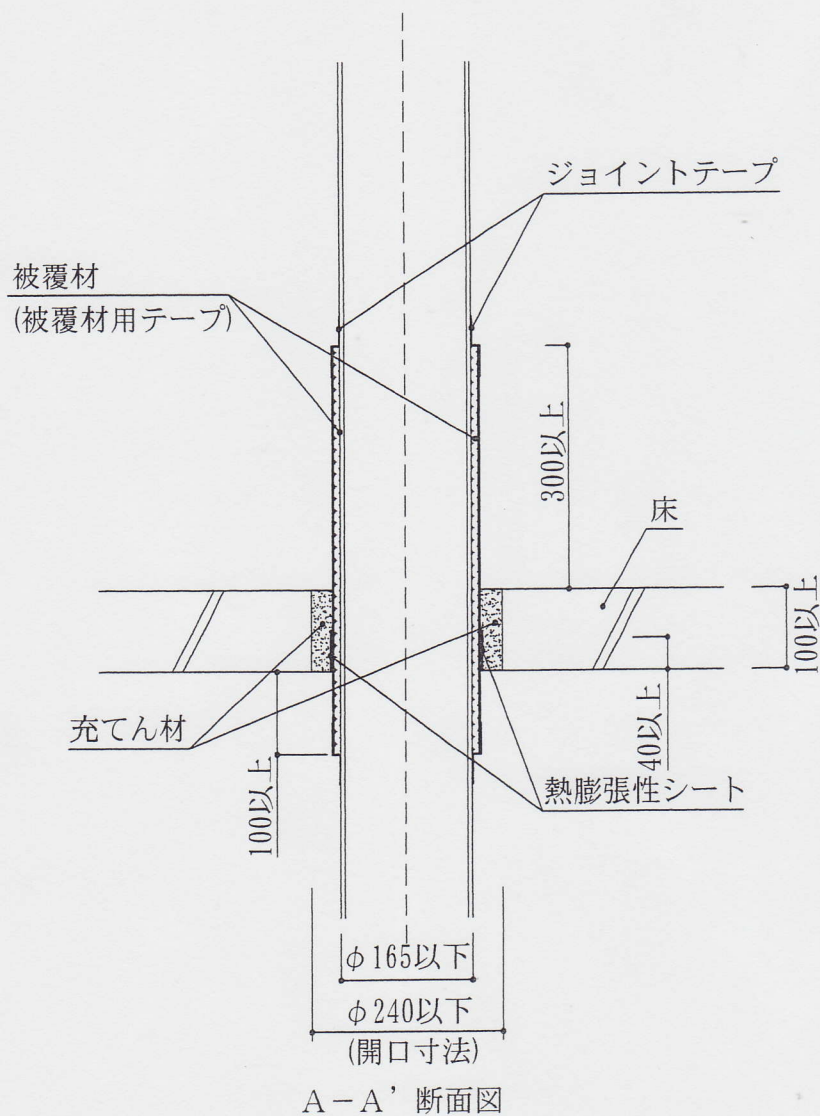 ジョイントテープ
被覆材
(被覆材用テープ)
300以上
床
100以上
充てん材
40以上
熱膨張性シート
100以上
φ165以下
φ240以下
(開口寸法)
A－A’断面図